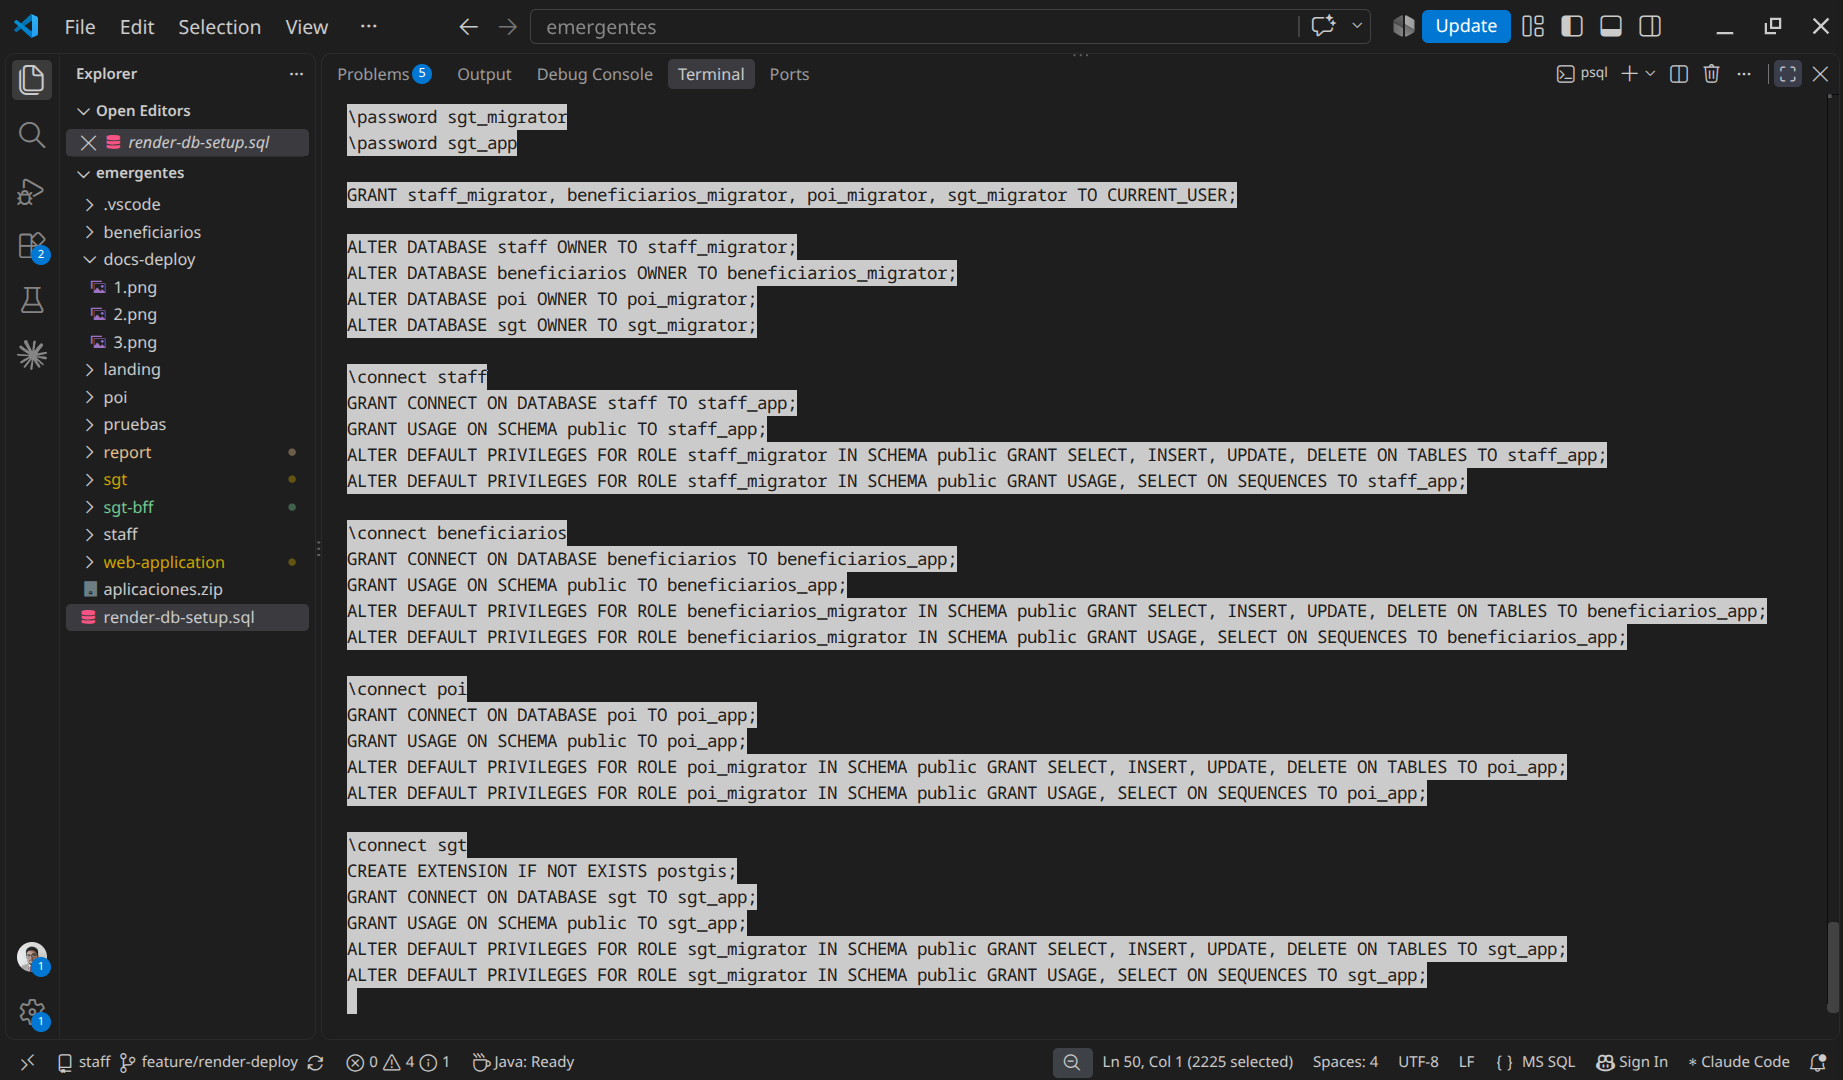 File Edit Selection View ··· emergentes Update
Explorer ···
Problems 5 Output Debug Console Terminal Ports psql ···
Open Editors
render-db-setup.sql
emergentes
.vscode
beneficiarios
docs-deploy
1.png
2.png
3.png
landing
poi
pruebas
report
sgt
sgt-bff
staff
web-application
aplicaciones.zip
render-db-setup.sql
2
1
1
\password sgt_migrator
\password sgt_app
GRANT staff_migrator, beneficiarios_migrator, poi_migrator, sgt_migrator TO CURRENT_USER;
ALTER DATABASE staff OWNER TO staff_migrator;
ALTER DATABASE beneficiarios OWNER TO beneficiarios_migrator;
ALTER DATABASE poi OWNER TO poi_migrator;
ALTER DATABASE sgt OWNER TO sgt_migrator;
\connect staff
GRANT CONNECT ON DATABASE staff TO staff_app;
GRANT USAGE ON SCHEMA public TO staff_app;
ALTER DEFAULT PRIVILEGES FOR ROLE staff_migrator IN SCHEMA public GRANT SELECT, INSERT, UPDATE, DELETE ON TABLES TO staff_app;
ALTER DEFAULT PRIVILEGES FOR ROLE staff_migrator IN SCHEMA public GRANT USAGE, SELECT ON SEQUENCES TO staff_app;
\connect beneficiarios
GRANT CONNECT ON DATABASE beneficiarios TO beneficiarios_app;
GRANT USAGE ON SCHEMA public TO beneficiarios_app;
ALTER DEFAULT PRIVILEGES FOR ROLE beneficiarios_migrator IN SCHEMA public GRANT SELECT, INSERT, UPDATE, DELETE ON TABLES TO beneficiarios_app;
ALTER DEFAULT PRIVILEGES FOR ROLE beneficiarios_migrator IN SCHEMA public GRANT USAGE, SELECT ON SEQUENCES TO beneficiarios_app;
\connect poi
GRANT CONNECT ON DATABASE poi TO poi_app;
GRANT USAGE ON SCHEMA public TO poi_app;
ALTER DEFAULT PRIVILEGES FOR ROLE poi_migrator IN SCHEMA public GRANT SELECT, INSERT, UPDATE, DELETE ON TABLES TO poi_app;
ALTER DEFAULT PRIVILEGES FOR ROLE poi_migrator IN SCHEMA public GRANT USAGE, SELECT ON SEQUENCES TO poi_app;
\connect sgt
CREATE EXTENSION IF NOT EXISTS postgis;
GRANT CONNECT ON DATABASE sgt TO sgt_app;
GRANT USAGE ON SCHEMA public TO sgt_app;
ALTER DEFAULT PRIVILEGES FOR ROLE sgt_migrator IN SCHEMA public GRANT SELECT, INSERT, UPDATE, DELETE ON TABLES TO sgt_app;
ALTER DEFAULT PRIVILEGES FOR ROLE sgt_migrator IN SCHEMA public GRANT USAGE, SELECT ON SEQUENCES TO sgt_app;
staff feature/render-deploy 0 4 1 Java: Ready Ln 50, Col 1 (2225 selected) Spaces: 4 UTF-8 LF {} MS SQL Sign In Claude Code